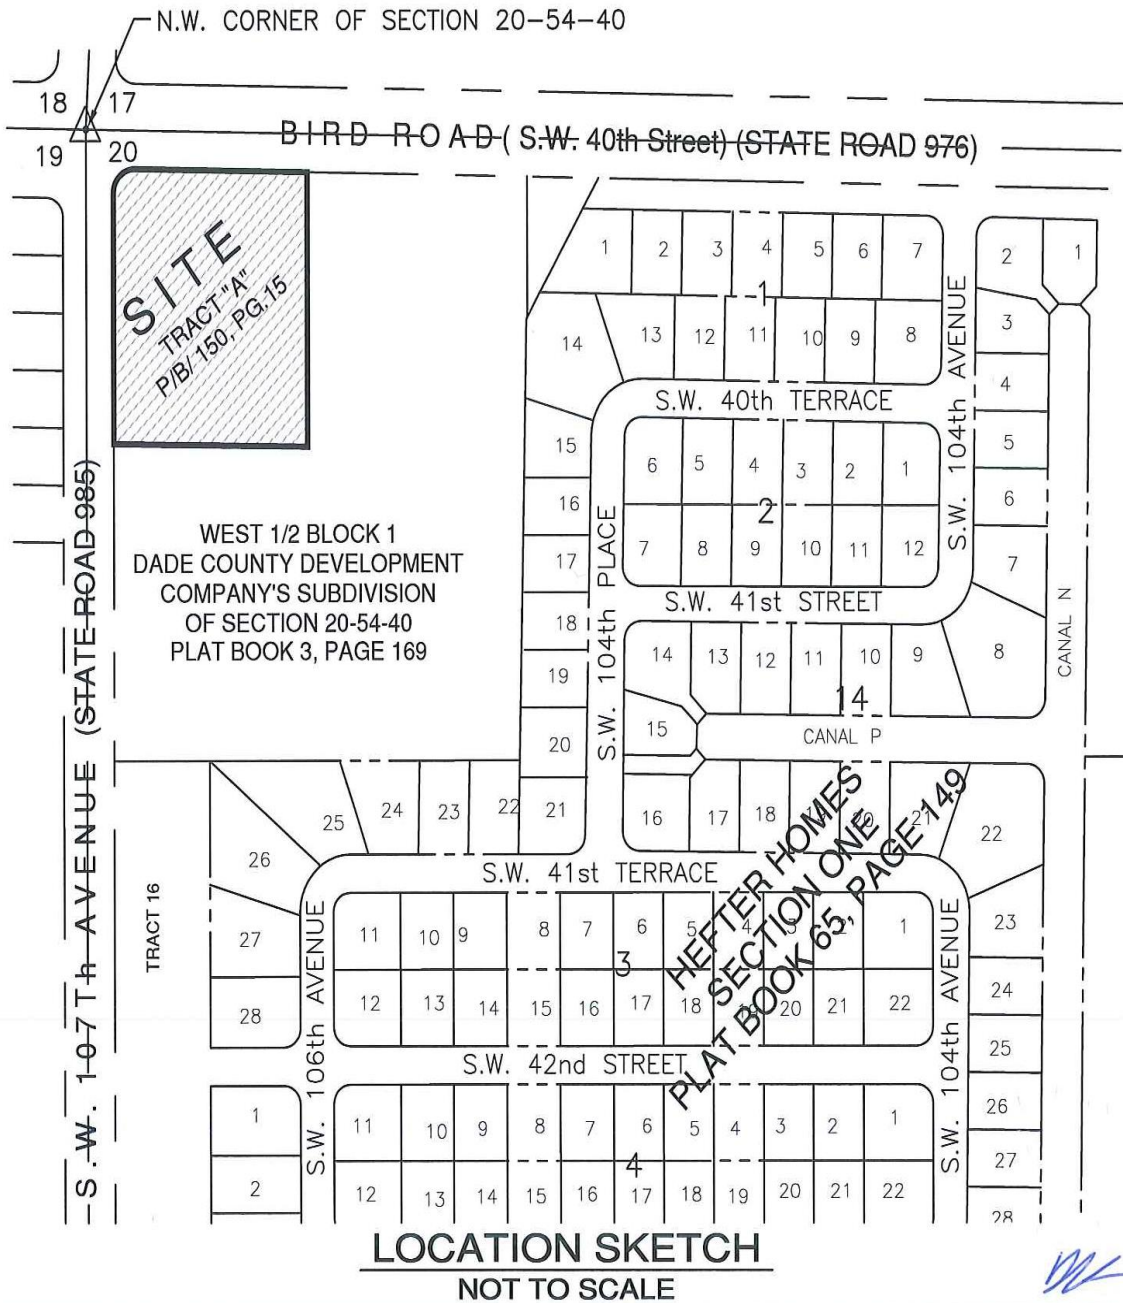 N.W. CORNER OF SECTION 20-54-40
18 17
19 20
BIRD ROAD ( S.W. 40th Street) (STATE ROAD 976)
SITE
TRACT "A"
P/B/ 150, PG.15
1 2 3 4 5 6 7
1
14 13 12 11 10 9 8
2 1
3
4
5
6
7
8
S.W. 40th TERRACE
S.W. 104th AVENUE
15
16
17
18
19
20
21
6 5 4 3 2 1
2
7 8 9 10 11 12
S.W. 104th PLACE
S.W. 41st STREET
CANAL N
WEST 1/2 BLOCK 1
DADE COUNTY DEVELOPMENT
COMPANY'S SUBDIVISION
OF SECTION 20-54-40
PLAT BOOK 3, PAGE 169
S.W. 107Th AVENUE (STATE ROAD 985)
14 13 12 11 10 9
14
15
CANAL P
16 17 18 19 20 21 22
HEFTER HOMES
SECTION ONE
PLAT BOOK 65, PAGE 149
26 25 24 23 22
27
28
TRACT 16
S.W. 41st TERRACE
S.W. 106th AVENUE
11 10 9 8 7 6 5 4 3 2 1
3
12 13 14 15 16 17 18 19 20 21 22
S.W. 104th AVENUE
23
24
25
26
27
28
S.W. 42nd STREET
1
2
11 10 9 8 7 6 5 4 3 2 1
4
12 13 14 15 16 17 18 19 20 21 22
LOCATION SKETCH
NOT TO SCALE